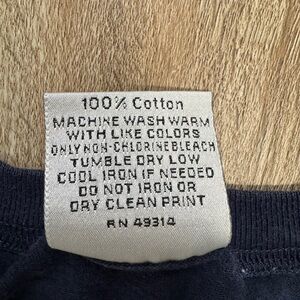 100% Cotton
MACHINE WASH WARM
WITH LIKE COLORS
ONLY NON-CHLORINE BLEACH
TUMBLE DRY LOW
COOL IRON IF NEEDED
DO NOT IRON OR
DRY CLEAN PRINT
RN 49314